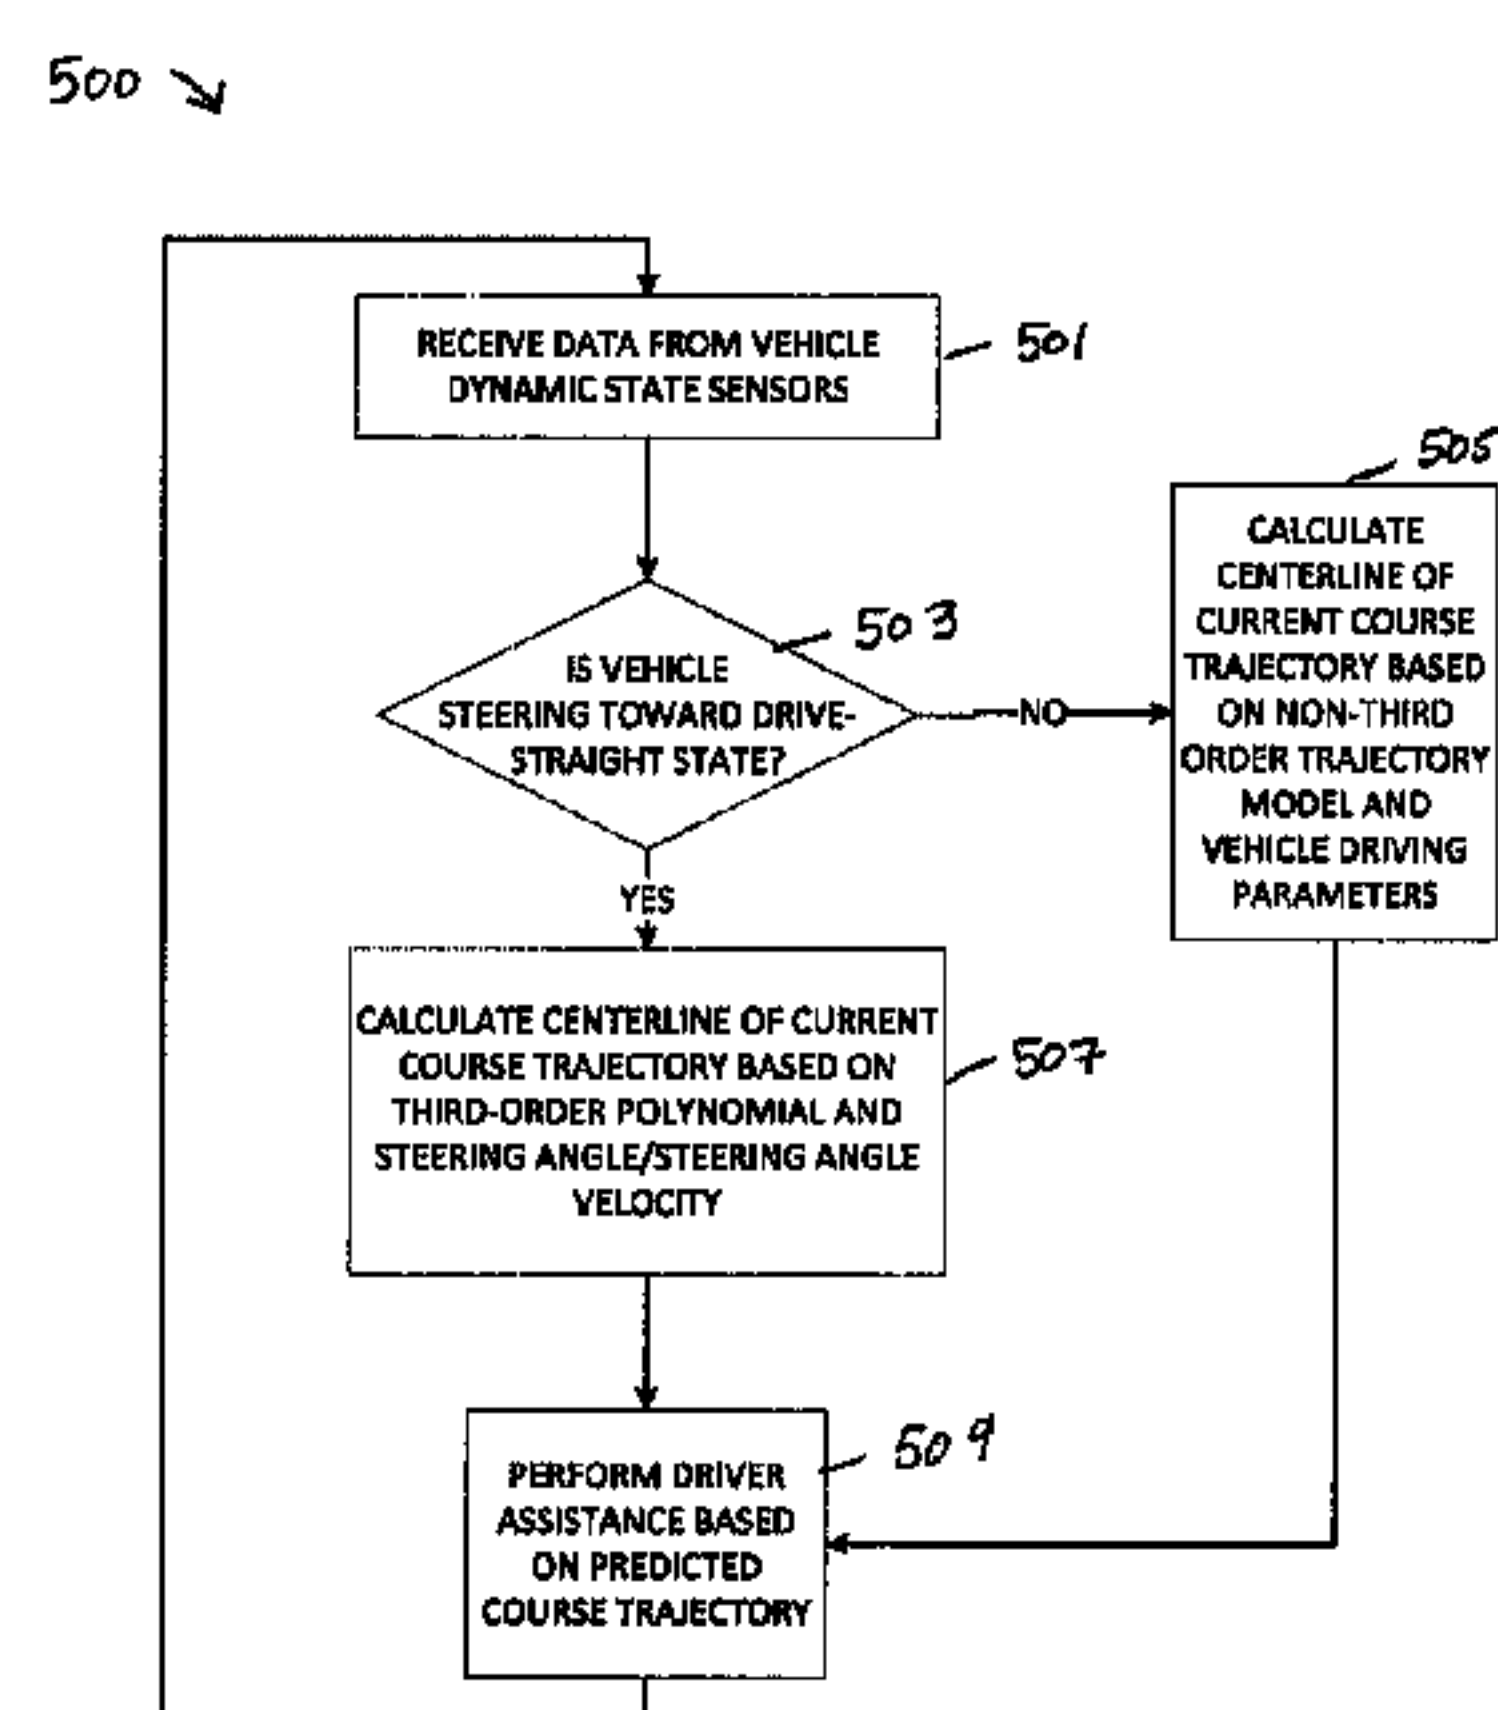 500
RECEIVE DATA FROM VEHICLE
DYNAMIC STATE SENSORS
501
505
CALCULATE
CENTERLINE OF
CURRENT COURSE
TRAJECTORY BASED
ON NON-THIRD
ORDER TRAJECTORY
MODEL AND
VEHICLE DRIVING
PARAMETERS
503
IS VEHICLE
STEERING TOWARD DRIVE-
STRAIGHT STATE?
NO
YES
CALCULATE CENTERLINE OF CURRENT
COURSE TRAJECTORY BASED ON
THIRD-ORDER POLYNOMIAL AND
STEERING ANGLE/STEERING ANGLE
VELOCITY
507
509
PERFORM DRIVER
ASSISTANCE BASED
ON PREDICTED
COURSE TRAJECTORY